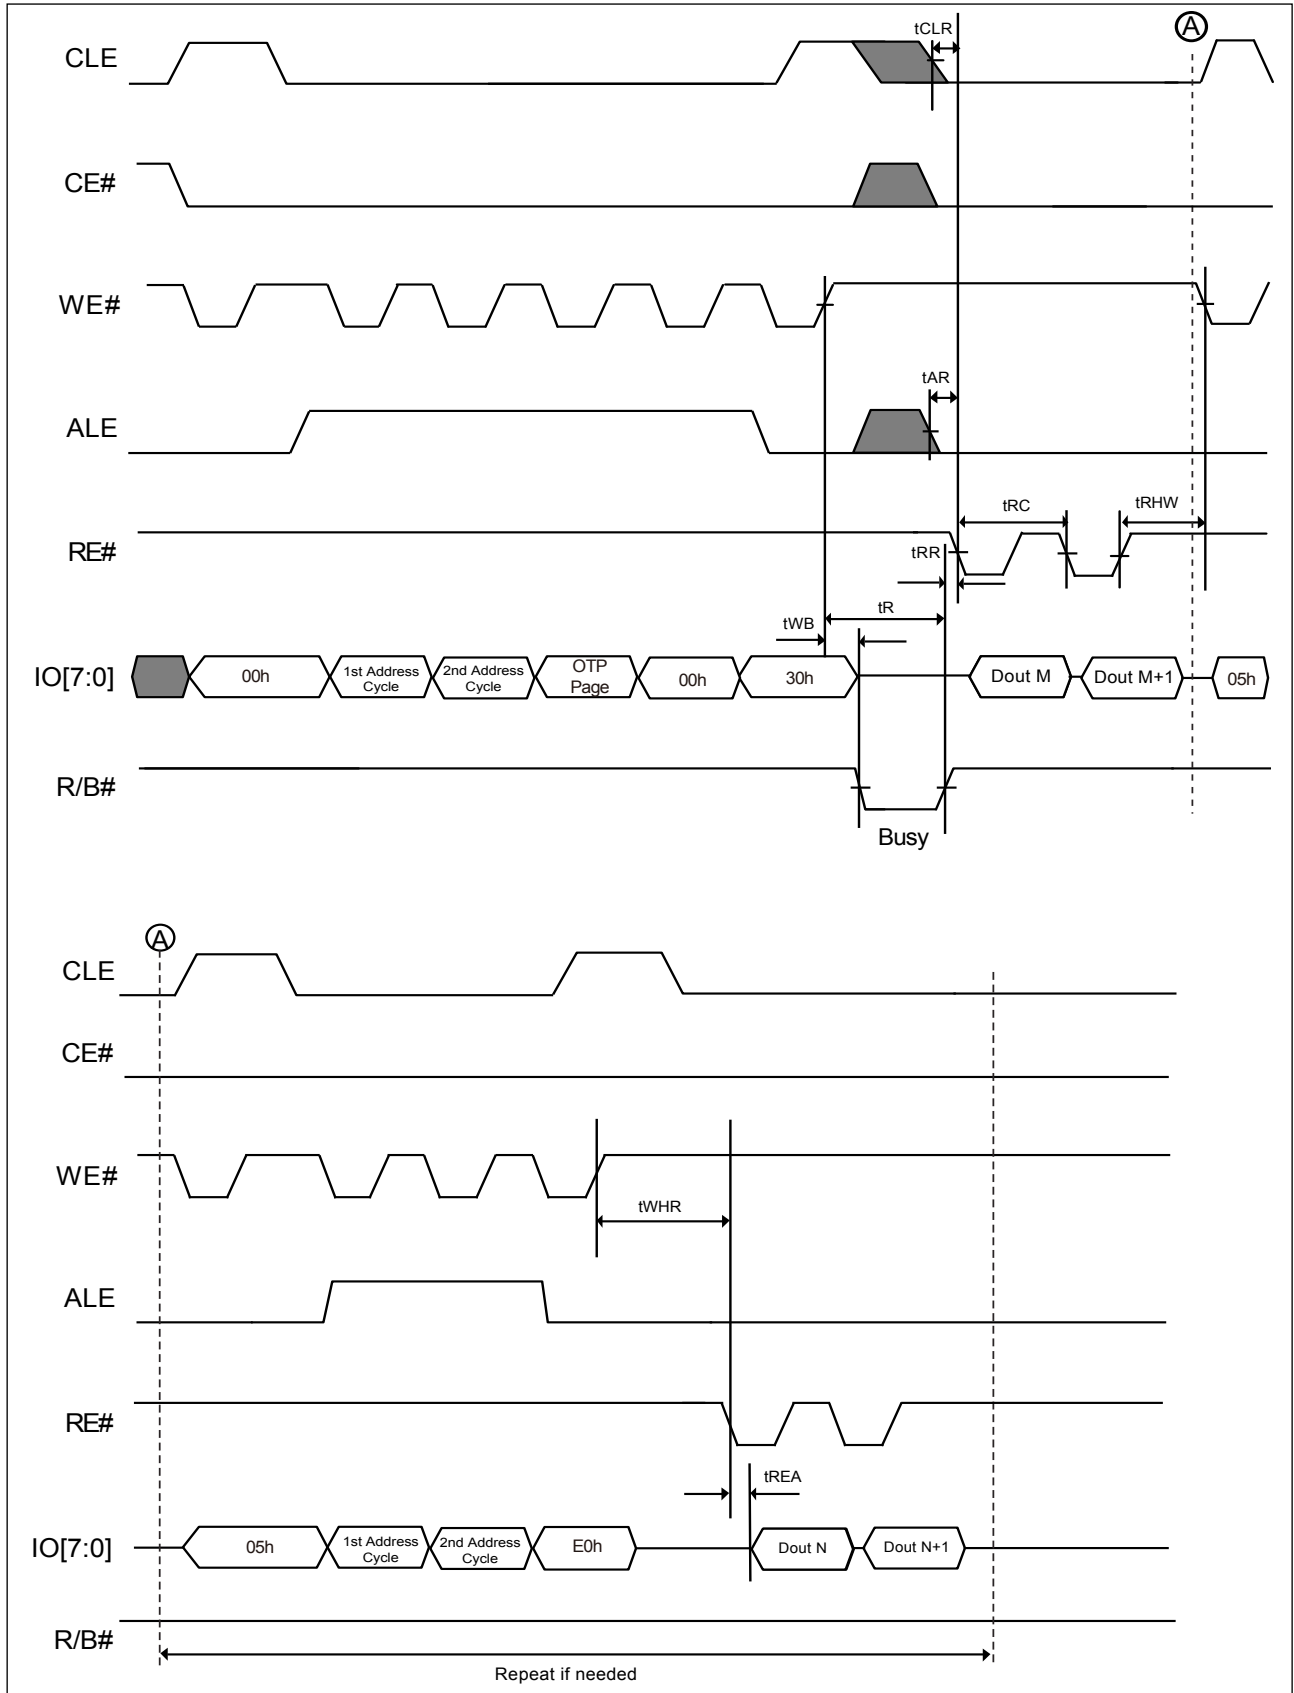 tCLR
A
CLE
CE#
WE#
tAR
ALE
tRC
tRHW
RE#
tRR
tR
tWB
IO[7:0]
00h
1st Address
Cycle
2nd Address
Cycle
OTP
Page
00h
30h
Dout M
Dout M+1
05h
R/B#
Busy
A
CLE
CE#
WE#
tWHR
ALE
RE#
tREA
IO[7:0]
05h
1st Address
Cycle
2nd Address
Cycle
E0h
Dout N
Dout N+1
R/B#
Repeat if needed